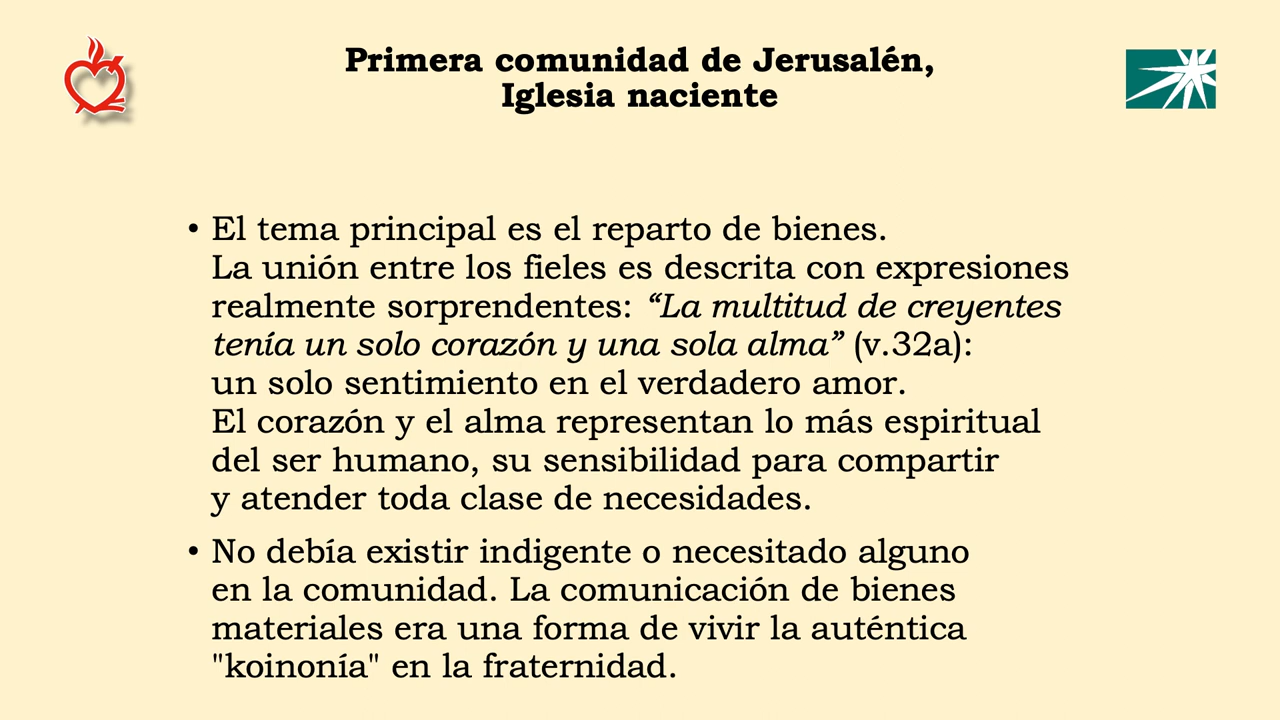 Primera comunidad de Jerusalén,
Iglesia naciente
• El tema principal es el reparto de bienes.
La unión entre los fieles es descrita con expresiones
realmente sorprendentes: “La multitud de creyentes
tenía un solo corazón y una sola alma” (v.32a):
un solo sentimiento en el verdadero amor.
El corazón y el alma representan lo más espiritual
del ser humano, su sensibilidad para compartir
y atender toda clase de necesidades.
• No debía existir indigente o necesitado alguno
en la comunidad. La comunicación de bienes
materiales era una forma de vivir la auténtica
"koinonía" en la fraternidad.